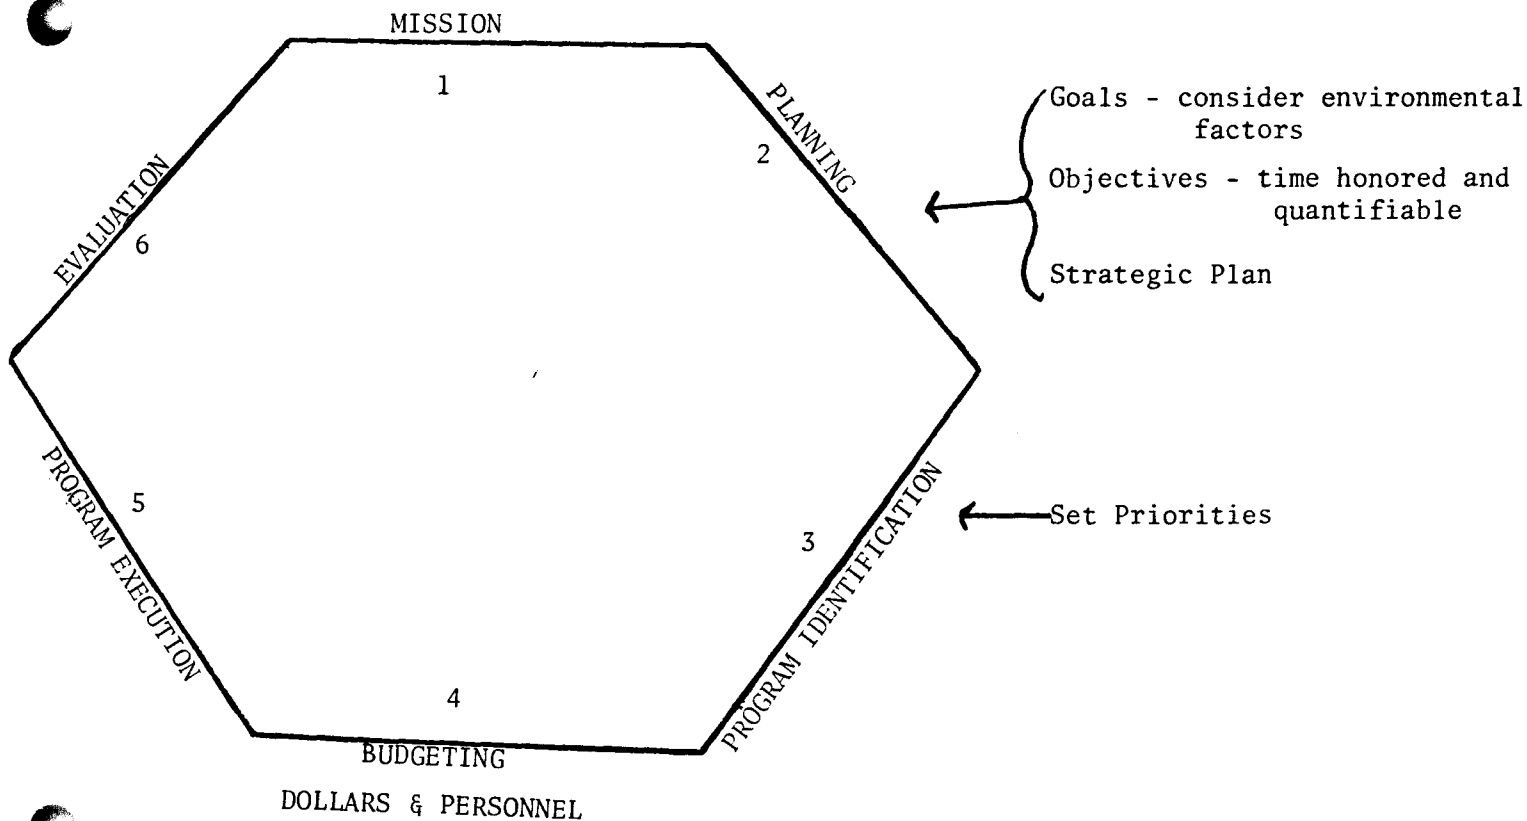 MISSION
1
PLANNING
2
Goals - consider environmental
factors
Objectives - time honored and
quantifiable
Strategic Plan
EVALUATION
6
PROGRAM EXECUTION
5
3
PROGRAM IDENTIFICATION
Set Priorities
4
BUDGETING
DOLLARS & PERSONNEL